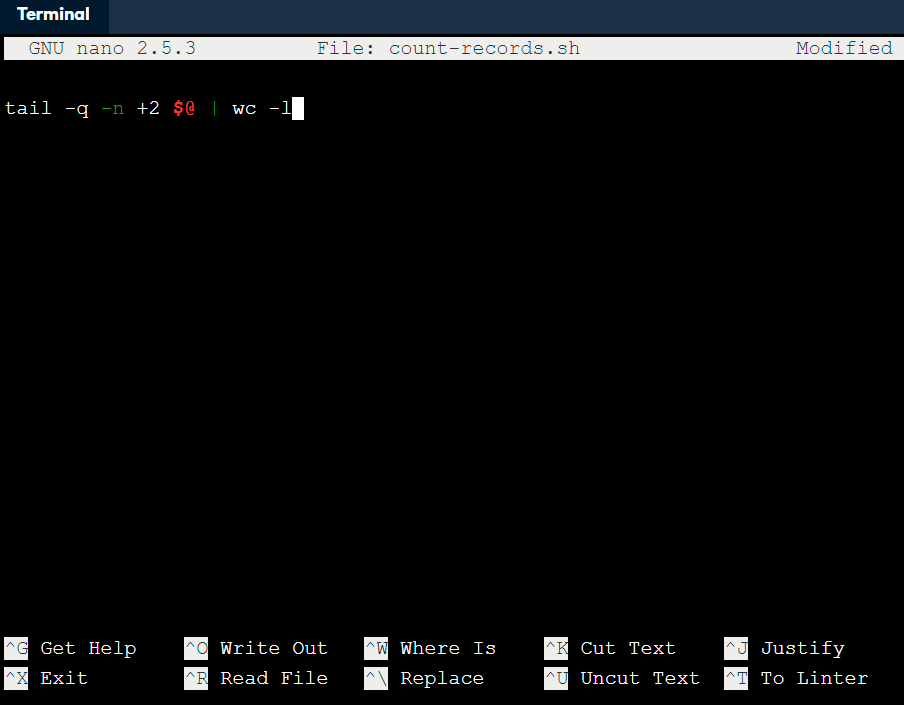 Terminal
GNU nano 2.5.3 File: count-records.sh Modified
tail -q -n +2 $@ | wc -l
^G Get Help ^O Write Out ^W Where Is ^K Cut Text ^J Justify
^X Exit ^R Read File ^\ Replace ^U Uncut Text ^T To Linter